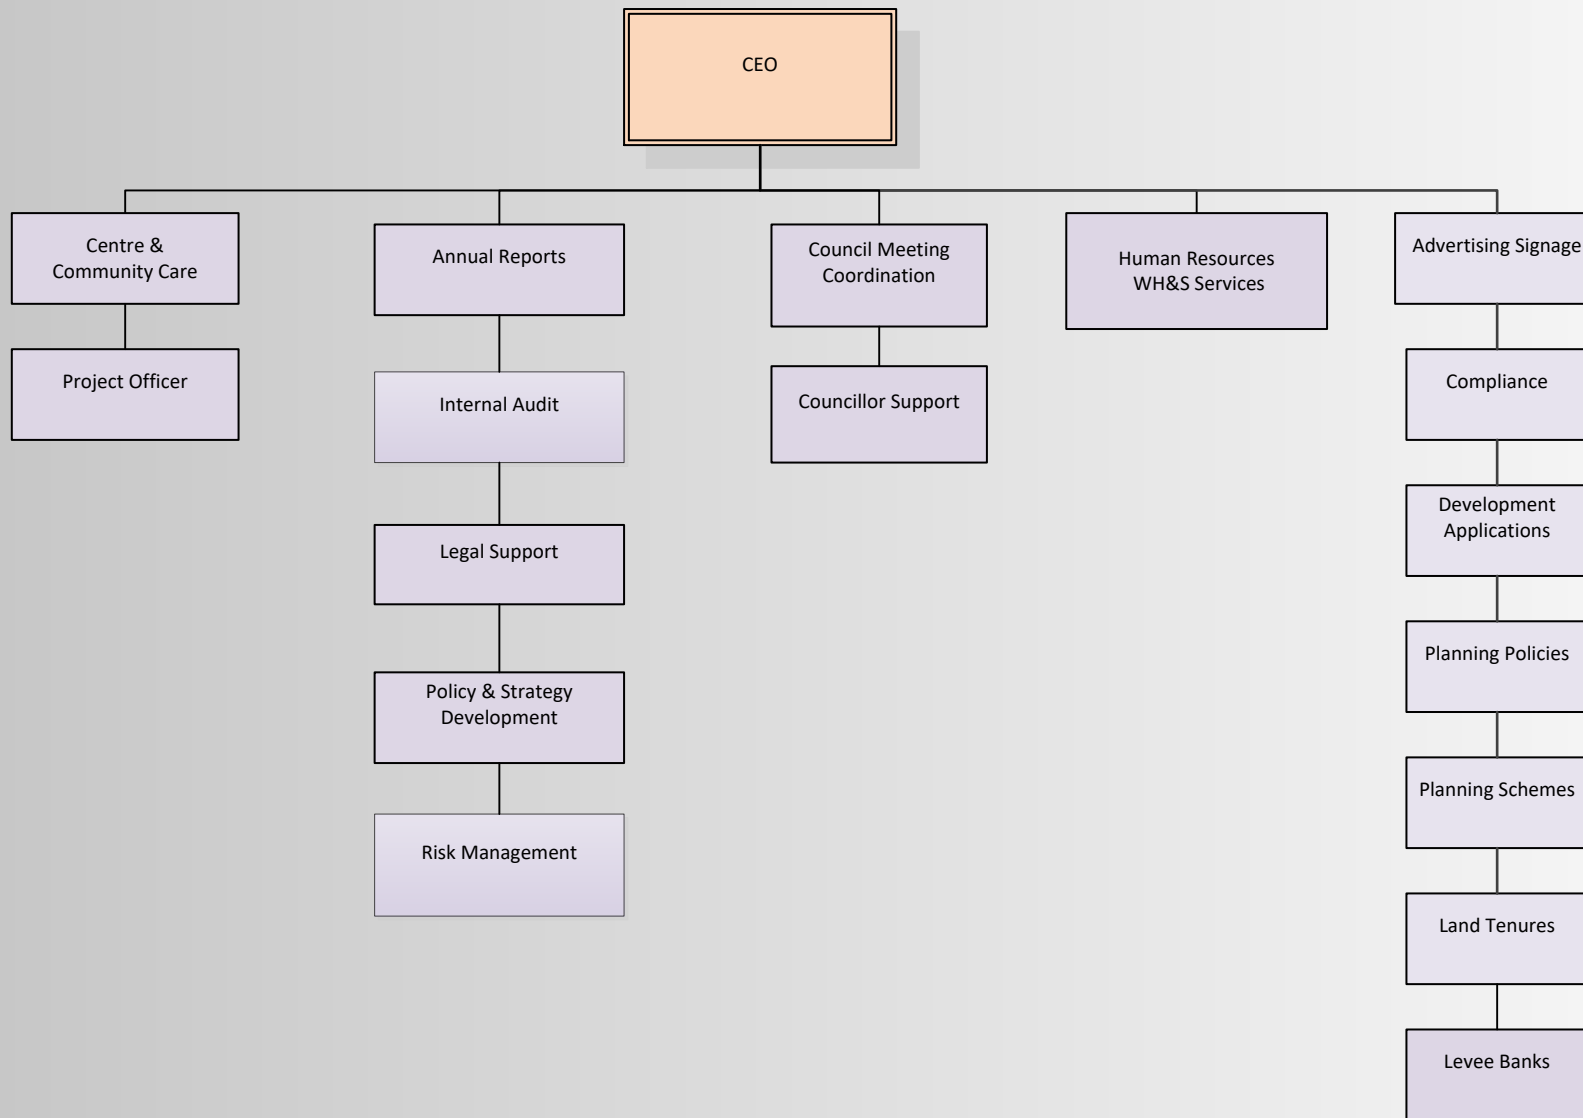 CEO
Centre &
Community Care
Project Officer
Annual Reports
Internal Audit
Legal Support
Policy & Strategy
Development
Risk Management
Council Meeting
Coordination
Councillor Support
Human Resources
WH&S Services
Advertising Signage
Compliance
Development
Applications
Planning Policies
Planning Schemes
Land Tenures
Levee Banks